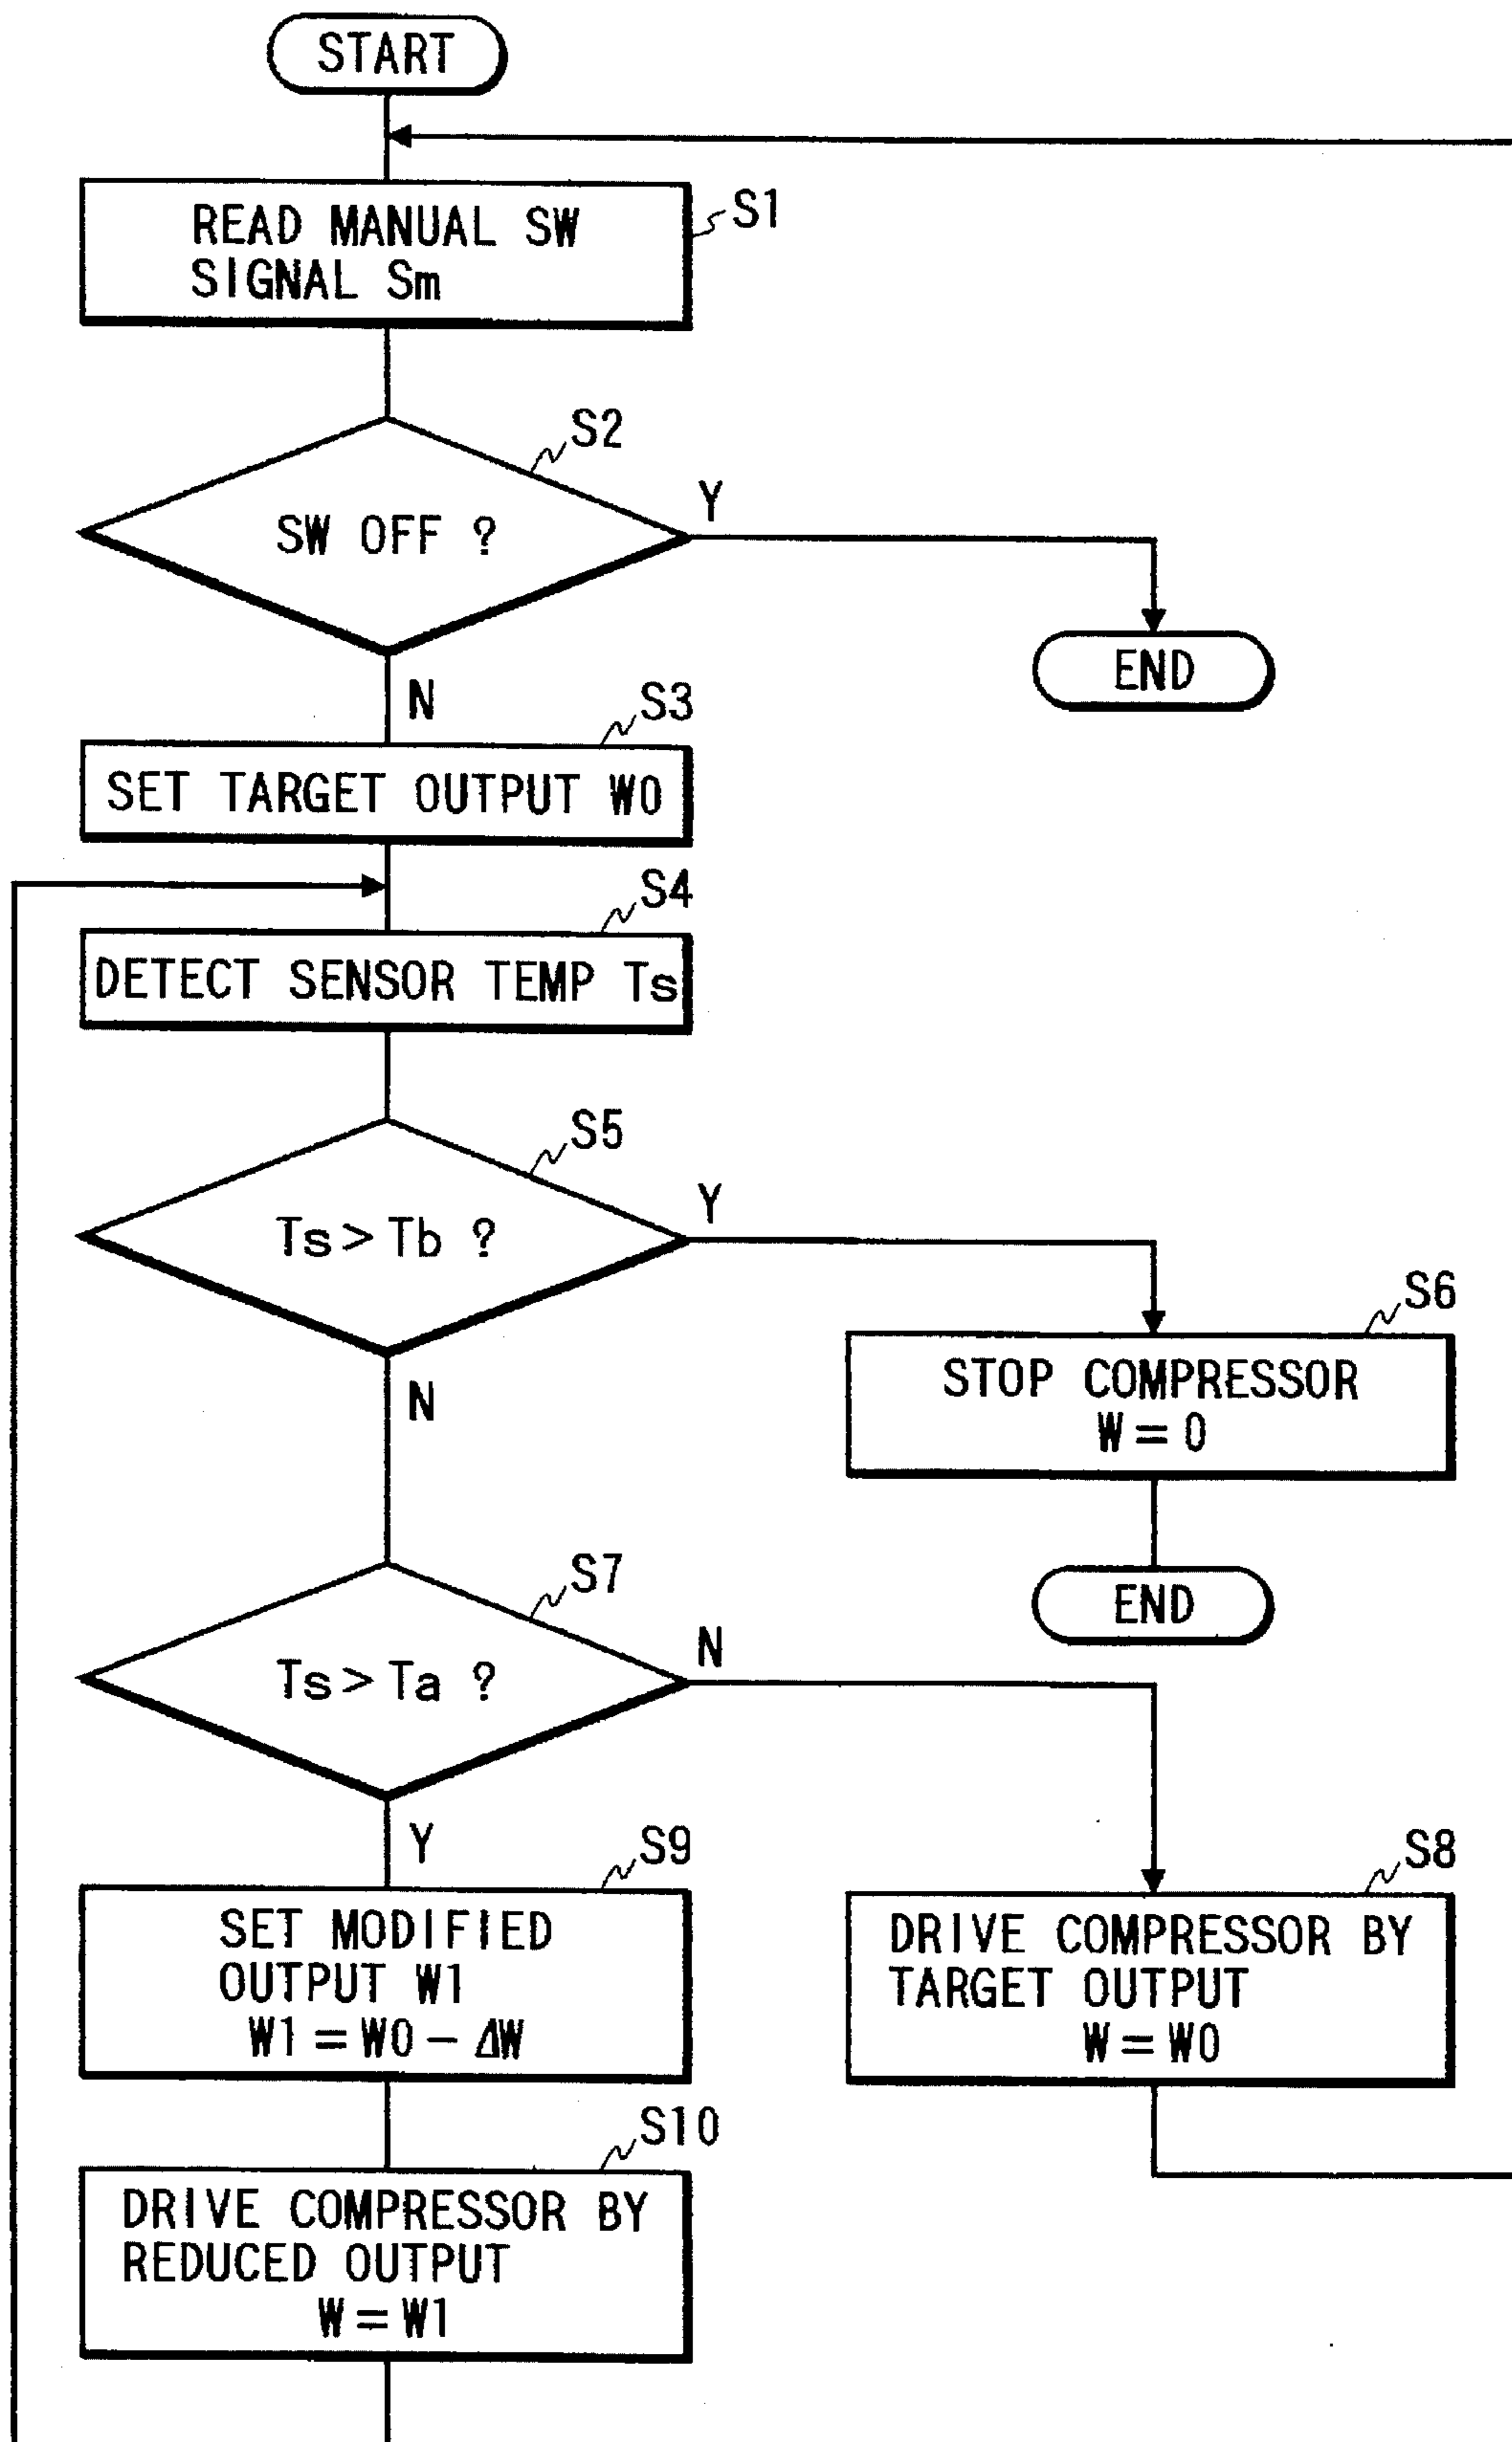 START
READ MANUAL SW
SIGNAL Sm
S1
S2
SW OFF ?
Y
END
N
S3
SET TARGET OUTPUT W0
S4
DETECT SENSOR TEMP Ts
S5
Ts > Tb ?
Y
S6
STOP COMPRESSOR
W = 0
END
N
S7
Ts > Ta ?
N
S8
DRIVE COMPRESSOR BY
TARGET OUTPUT
W = W0
Y
S9
SET MODIFIED
OUTPUT W1
W1 = W0 - ΔW
S10
DRIVE COMPRESSOR BY
REDUCED OUTPUT
W = W1